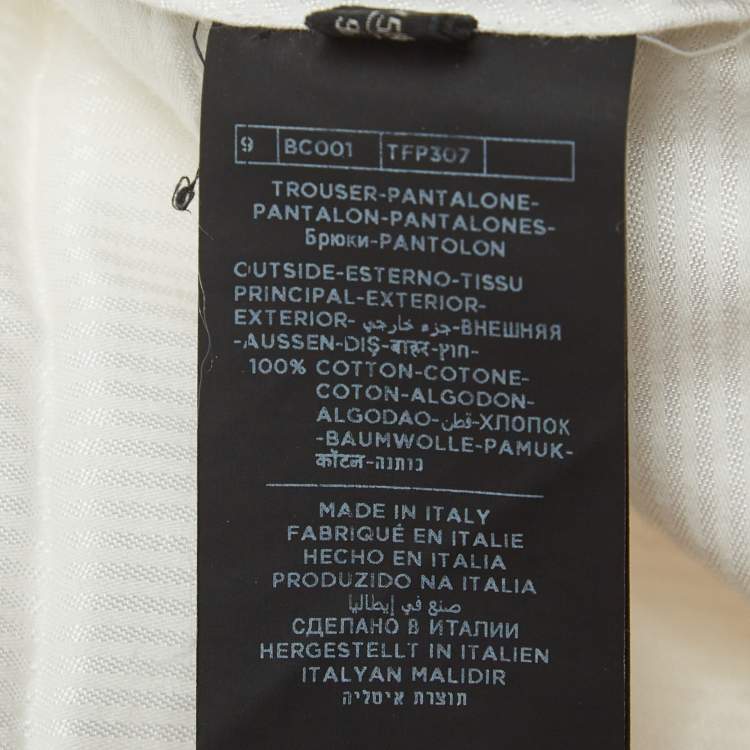 9 BC001 TFP307
TROUSER-PANTALONE-
PANTALON-PANTALONES-
Брюки-PANTOLON
OUTSIDE-ESTERNO-TISSU
PRINCIPAL-EXTERIOR-
EXTERIOR- جزء خارجي-ВНЕШНЯЯ
-AUSSEN-DIŞ-बाहर-חוץ-
100% COTTON-COTONE-
COTON-ALGODON-
ALGODAO-قطن-ХЛОПОК
-BAUMWOLLE-PAMUK-
कॉटन-כותנה
MADE IN ITALY
FABRIQUÉ EN ITALIE
HECHO EN ITALIA
PRODUZIDO NA ITALIA
صنع في إيطاليا
СДЕЛАНО В ИТАЛИИ
HERGESTELLT IN ITALIEN
ITALYAN MALIDIR
תוצרת איטליה